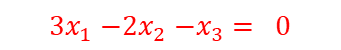 3x₁ −2x₂ −x₃ = 0